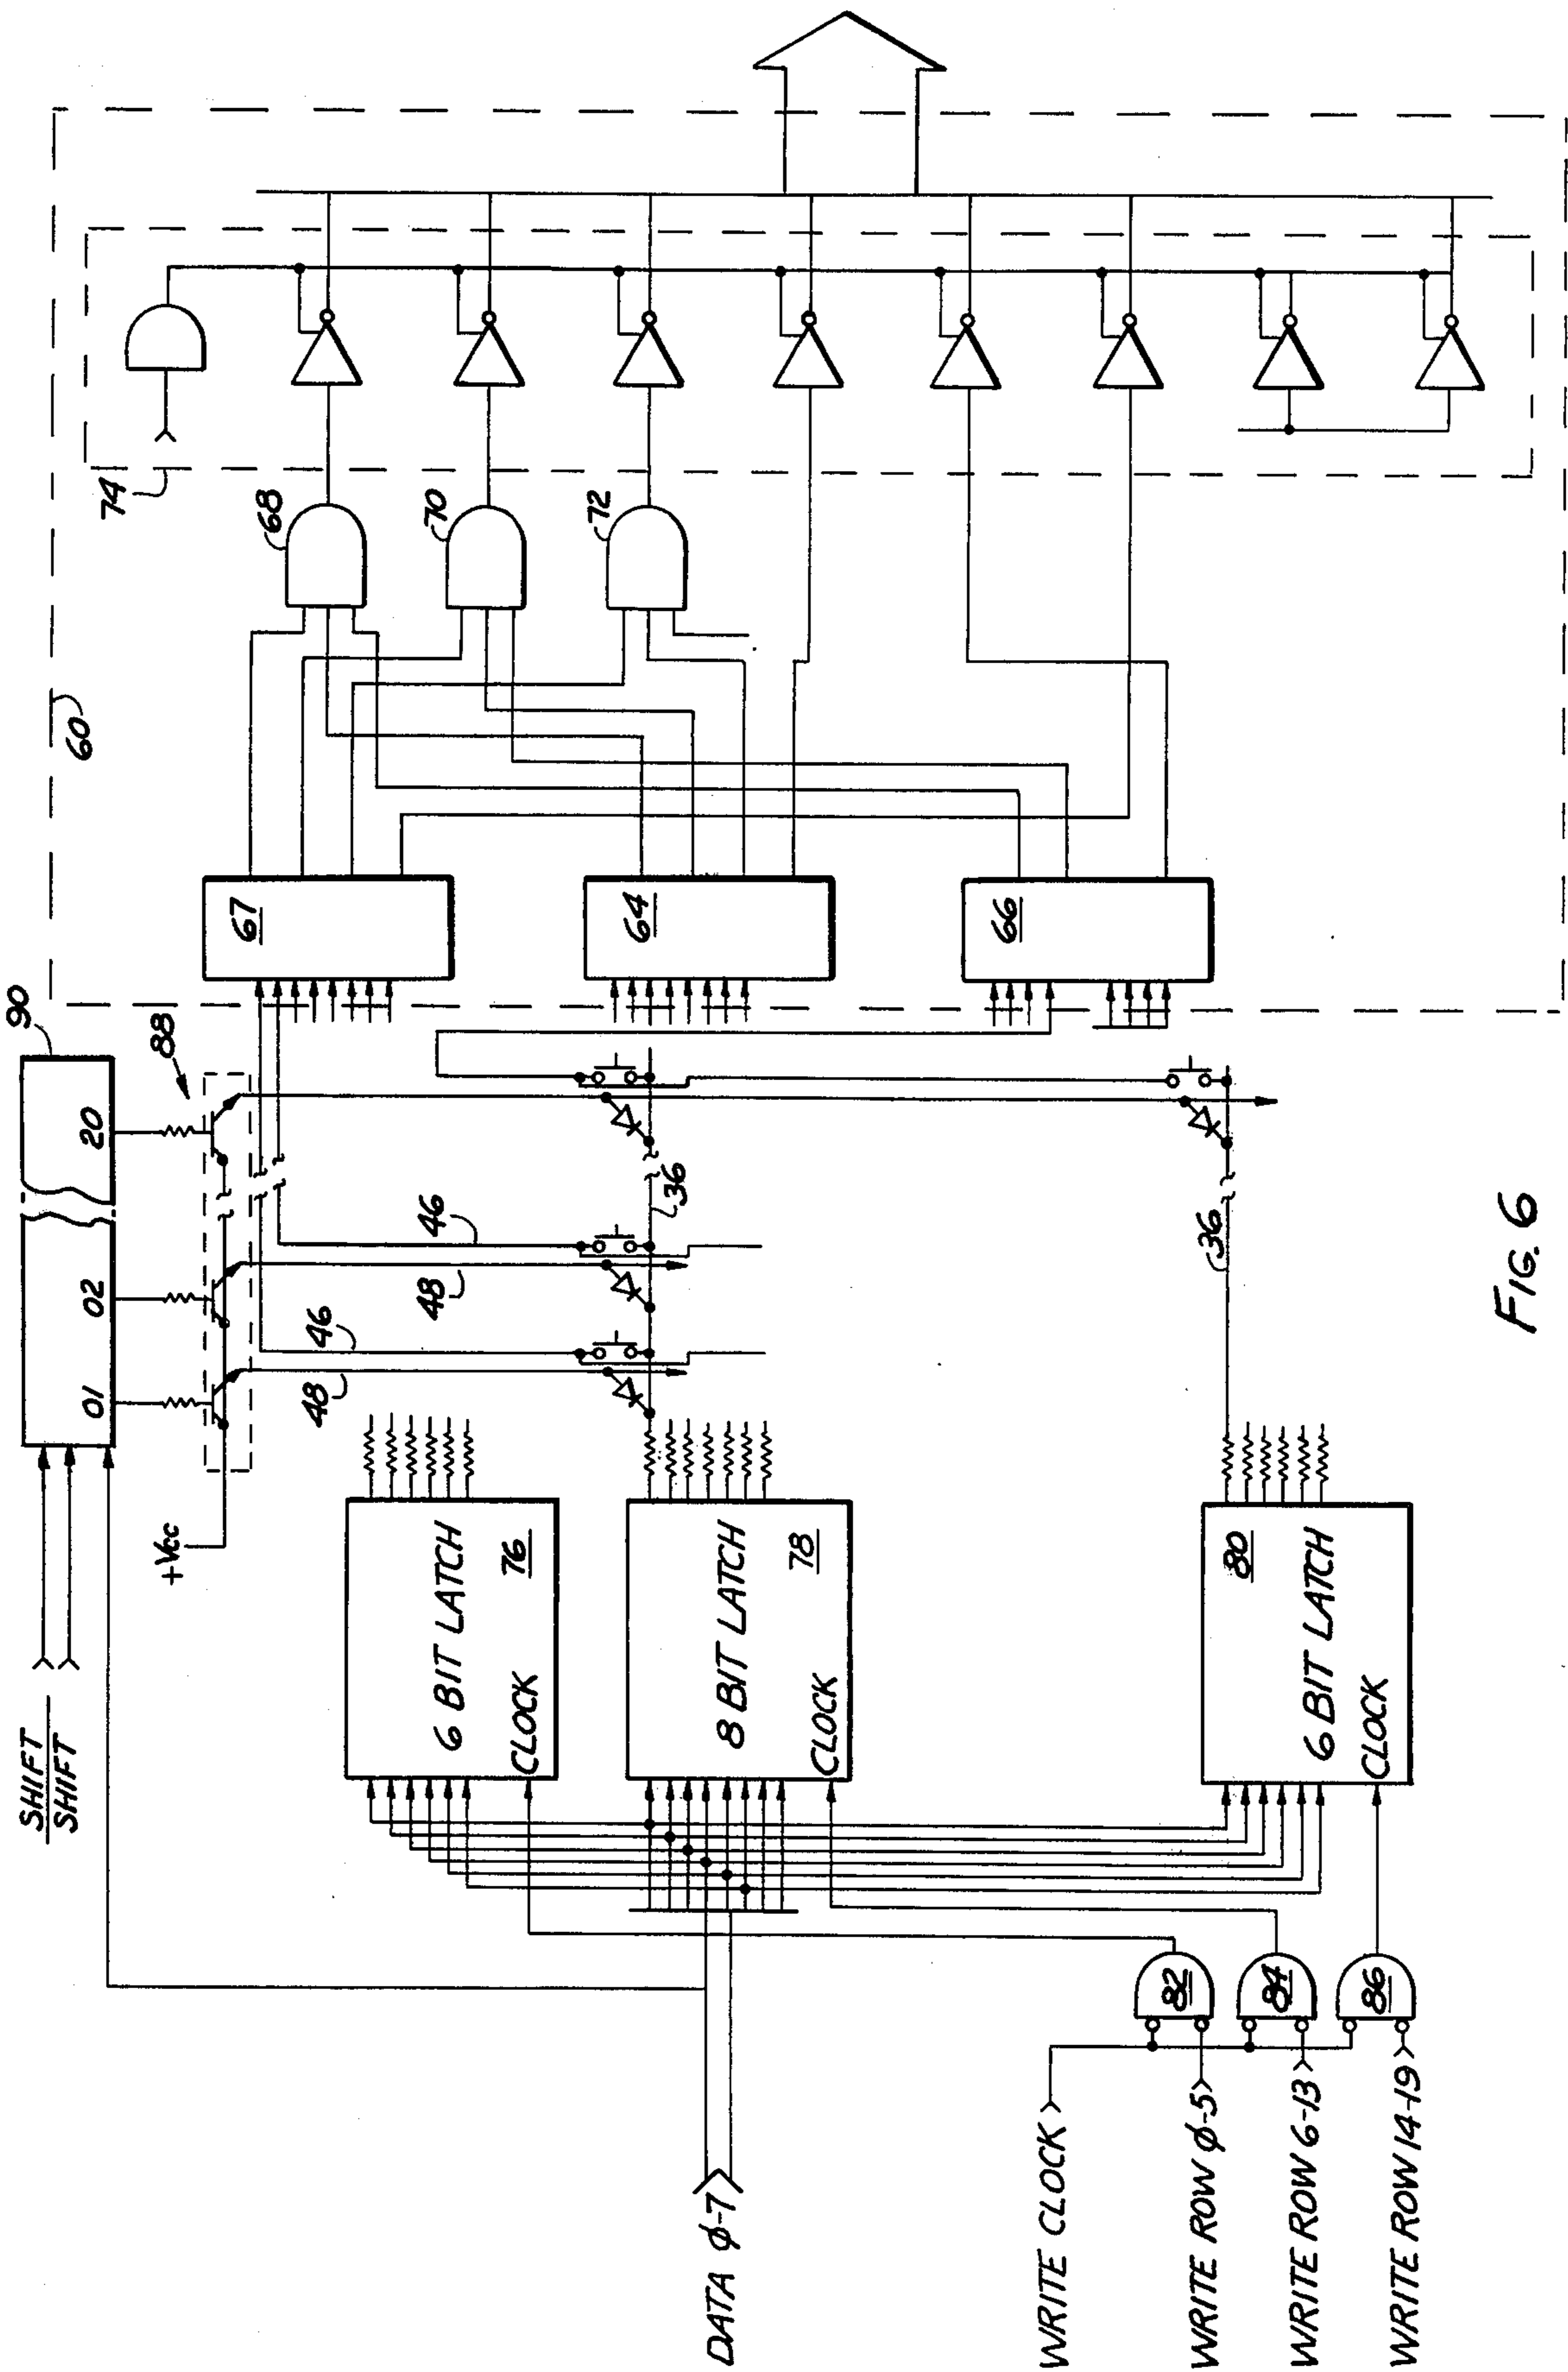 SHIFT
SHIFT
+Vcc
90
01
02
20
88
60
74
68
70
72
67
64
66
46
48
46
48
36
36
6 BIT LATCH
76
CLOCK
8 BIT LATCH
78
CLOCK
6 BIT LATCH
80
CLOCK
DATA φ-7
WRITE CLOCK
WRITE ROW φ-5
WRITE ROW 6-13
WRITE ROW 14-19
82
84
86
FIG. 6